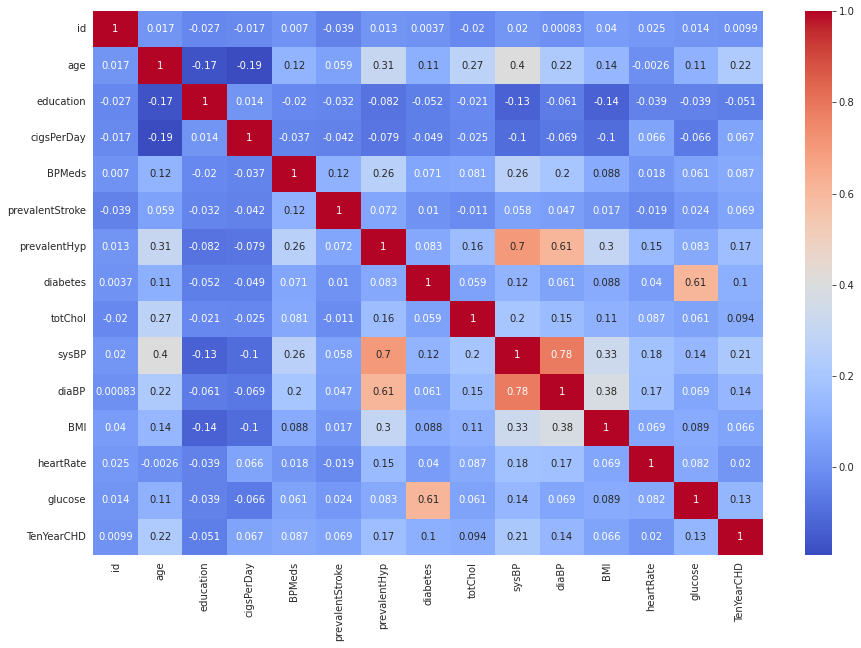 id 1 0.017 -0.027 -0.017 0.007 -0.039 0.013 0.0037 -0.02 0.02 0.00083 0.04 0.025 0.014 0.0099
age 0.017 1 -0.17 -0.19 0.12 0.059 0.31 0.11 0.27 0.4 0.22 0.14 -0.0026 0.11 0.22
education -0.027 -0.17 1 0.014 -0.02 -0.032 -0.082 -0.052 -0.021 -0.13 -0.061 -0.14 -0.039 -0.039 -0.051
cigsPerDay -0.017 -0.19 0.014 1 -0.037 -0.042 -0.079 -0.049 -0.025 -0.1 -0.069 -0.1 0.066 -0.066 0.067
BPMeds 0.007 0.12 -0.02 -0.037 1 0.12 0.26 0.071 0.081 0.26 0.2 0.088 0.018 0.061 0.087
prevalentStroke -0.039 0.059 -0.032 -0.042 0.12 1 0.072 0.01 -0.011 0.058 0.047 0.017 -0.019 0.024 0.069
prevalentHyp 0.013 0.31 -0.082 -0.079 0.26 0.072 1 0.083 0.16 0.7 0.61 0.3 0.15 0.083 0.17
diabetes 0.0037 0.11 -0.052 -0.049 0.071 0.01 0.083 1 0.059 0.12 0.061 0.088 0.04 0.61 0.1
totChol -0.02 0.27 -0.021 -0.025 0.081 -0.011 0.16 0.059 1 0.2 0.15 0.11 0.087 0.061 0.094
sysBP 0.02 0.4 -0.13 -0.1 0.26 0.058 0.7 0.12 0.2 1 0.78 0.33 0.18 0.14 0.21
diaBP 0.00083 0.22 -0.061 -0.069 0.2 0.047 0.61 0.061 0.15 0.78 1 0.38 0.17 0.069 0.14
BMI 0.04 0.14 -0.14 -0.1 0.088 0.017 0.3 0.088 0.11 0.33 0.38 1 0.069 0.089 0.066
heartRate 0.025 -0.0026 -0.039 0.066 0.018 -0.019 0.15 0.04 0.087 0.18 0.17 0.069 1 0.082 0.02
glucose 0.014 0.11 -0.039 -0.066 0.061 0.024 0.083 0.61 0.061 0.14 0.069 0.089 0.082 1 0.13
TenYearCHD 0.0099 0.22 -0.051 0.067 0.087 0.069 0.17 0.1 0.094 0.21 0.14 0.066 0.02 0.13 1
id age education cigsPerDay BPMeds prevalentStroke prevalentHyp diabetes totChol sysBP diaBP BMI heartRate glucose TenYearCHD
1.0
0.8
0.6
0.4
0.2
0.0